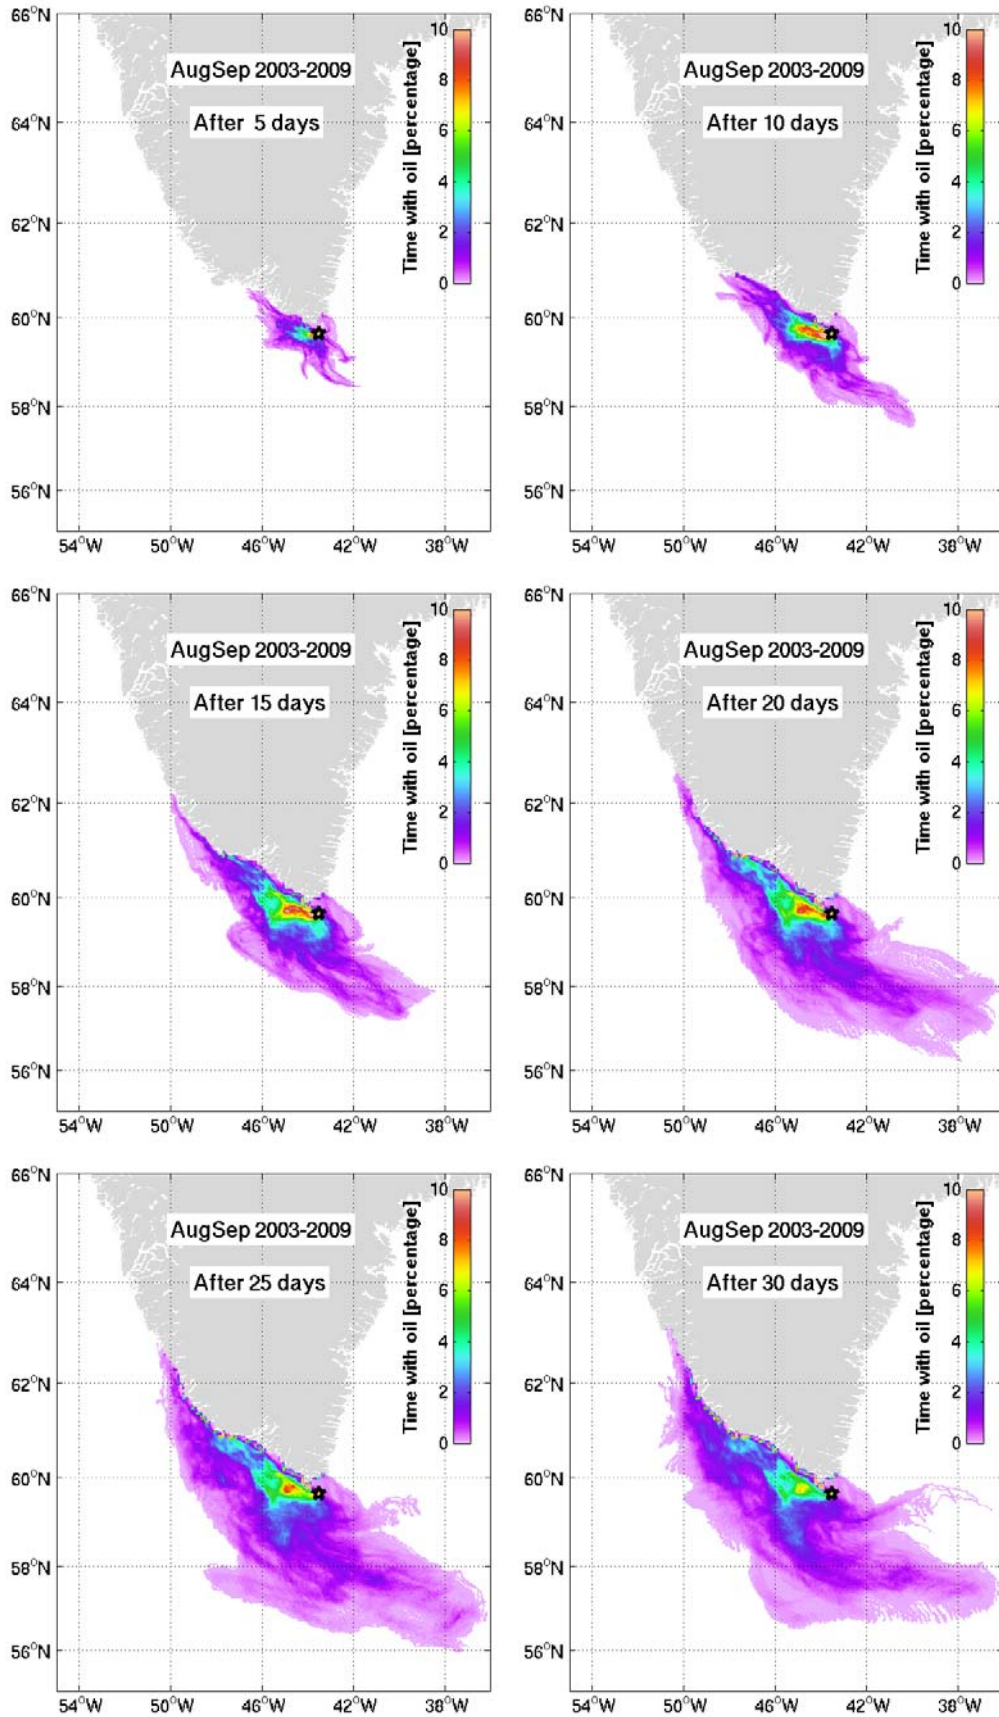 66°N
64°N
62°N
60°N
58°N
56°N
54°W 50°W 46°W 42°W 38°W
AugSep 2003-2009
After 5 days
Time with oil [percentage]
10
8
6
4
2
0
66°N
64°N
62°N
60°N
58°N
56°N
54°W 50°W 46°W 42°W 38°W
AugSep 2003-2009
After 10 days
Time with oil [percentage]
10
8
6
4
2
0
66°N
64°N
62°N
60°N
58°N
56°N
54°W 50°W 46°W 42°W 38°W
AugSep 2003-2009
After 15 days
Time with oil [percentage]
10
8
6
4
2
0
66°N
64°N
62°N
60°N
58°N
56°N
54°W 50°W 46°W 42°W 38°W
AugSep 2003-2009
After 20 days
Time with oil [percentage]
10
8
6
4
2
0
66°N
64°N
62°N
60°N
58°N
56°N
54°W 50°W 46°W 42°W 38°W
AugSep 2003-2009
After 25 days
Time with oil [percentage]
10
8
6
4
2
0
66°N
64°N
62°N
60°N
58°N
56°N
54°W 50°W 46°W 42°W 38°W
AugSep 2003-2009
After 30 days
Time with oil [percentage]
10
8
6
4
2
0